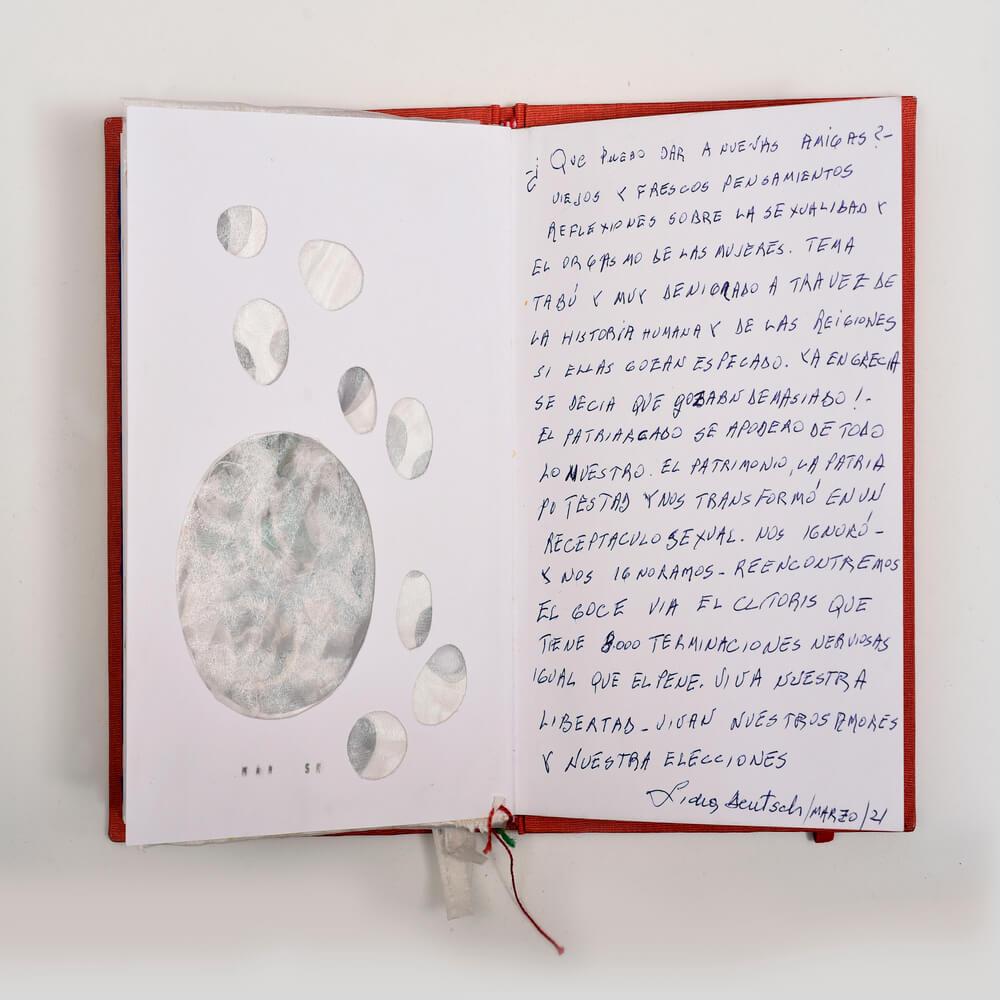 MAR SK
¿¡ QUE PUEDO DAR A NUEVAS AMIGAS?-
VIEJOS Y FRESCOS PENSAMIENTOS
REFLEXIONES SOBRE LA SEXUALIDAD Y
EL ORGASMO DE LAS MUJERES. TEMA
TABÚ Y MUY DENIGRADO A TRAVEZ DE
LA HISTORIA HUMANA Y DE LAS REIGIONES
SI ELLAS GOZAN ES PECADO. YA EN GRECIA
SE DECIA QUE GOZABN DEMASIADO!-
EL PATRIARCADO SE APODERO DE TODO
LO NUESTRO. EL PATRIMONIO, LA PATRIA
POTESTAD Y NOS TRANSFORMÓ EN UN
RECEPTACULO SEXUAL. NOS IGNORÓ-
Y NOS IGNORAMOS- REENCONTREMOS
EL GOCE VIA EL CLITORIS QUE
TIENE 8.000 TERMINACIONES NERVIOSAS
IGUAL QUE EL PENE. VIVA NUESTRA
LIBERTAD- VIVAN NUESTROS AMORES
Y NUESTRA ELECCIONES
Lidia Deutsch/MARZO/21